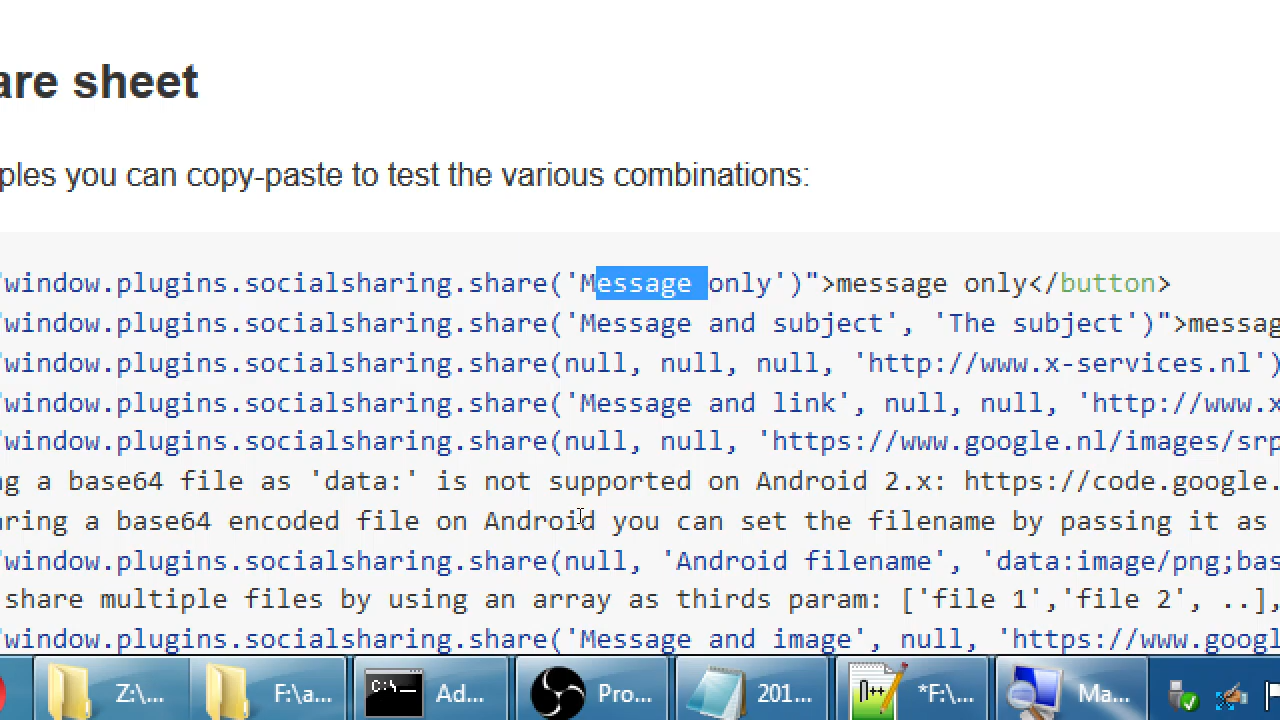 are sheet
ples you can copy-paste to test the various combinations:
"window.plugins.socialsharing.share('Message only')">message only</button>
"window.plugins.socialsharing.share('Message and subject', 'The subject')">messag
"window.plugins.socialsharing.share(null, null, null, 'http://www.x-services.nl')
"window.plugins.socialsharing.share('Message and link', null, null, 'http://www.x
"window.plugins.socialsharing.share(null, null, 'https://www.google.nl/images/srp
ng a base64 file as 'data:' is not supported on Android 2.x: https://code.google.
aring a base64 encoded file on Android you can set the filename by passing it as
"window.plugins.socialsharing.share(null, 'Android filename', 'data:image/png;bas
share multiple files by using an array as thirds param: ['file 1','file 2', ..],
"window.plugins.socialsharing.share('Message and image', null, 'https://www.googl
Z:\... F:\a... C:\_ Ad... Pro... 201... n++ *F:\... Ma...